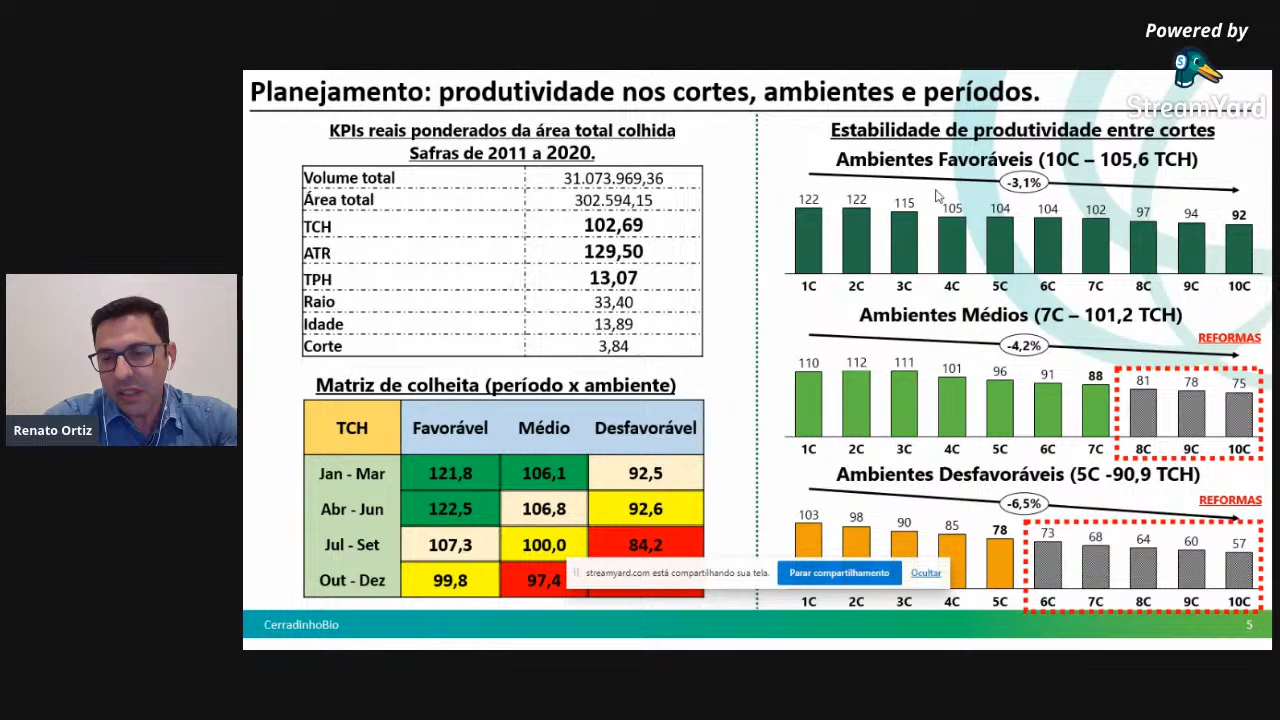 Powered by
StreamYard
Planejamento: produtividade nos cortes, ambientes e períodos.
KPIs reais ponderados da área total colhida
Safras de 2011 a 2020.
Volume total 31.073.969,36
Área total 302.594,15
TCH 102,69
ATR 129,50
TPH 13,07
Raio 33,40
Idade 13,89
Corte 3,84
Matriz de colheita (período x ambiente)
TCH Favorável Médio Desfavorável
Jan - Mar 121,8 106,1 92,5
Abr - Jun 122,5 106,8 92,6
Jul - Set 107,3 100,0 84,2
Out - Dez 99,8 97,4
Estabilidade de produtividade entre cortes
Ambientes Favoráveis (10C – 105,6 TCH)
-3,1%
122 122 115 105 104 104 102 97 94 92
1C 2C 3C 4C 5C 6C 7C 8C 9C 10C
Ambientes Médios (7C – 101,2 TCH)
REFORMAS
-4,2%
110 112 111 101 96 91 88 81 78 75
1C 2C 3C 4C 5C 6C 7C 8C 9C 10C
Ambientes Desfavoráveis (5C -90,9 TCH)
REFORMAS
-6,5%
103 98 90 85 78 73 68 64 60 57
1C 2C 3C 4C 5C 6C 7C 8C 9C 10C
streamyard.com está compartilhando sua tela. Parar compartilhamento Ocultar
CerradinhoBio 5
Renato Ortiz